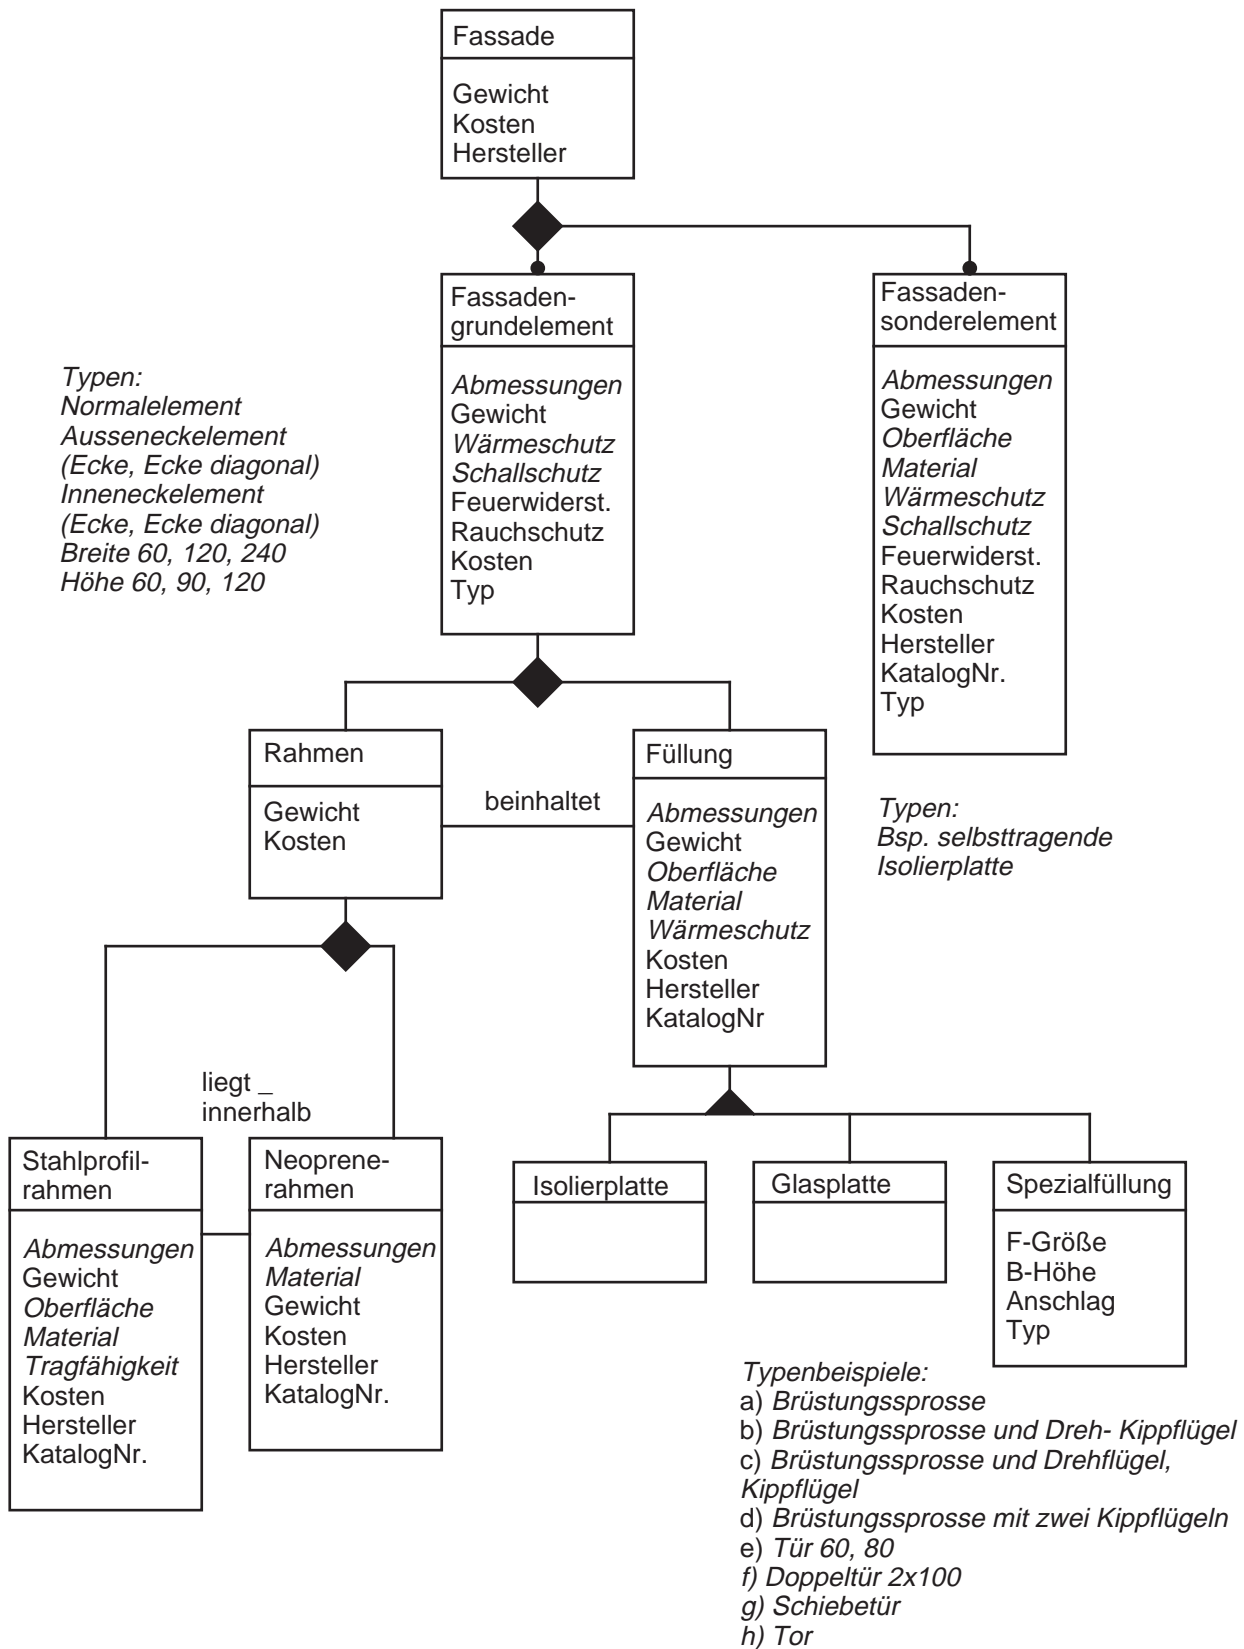 Fassade
Gewicht
Kosten
Hersteller
Fassaden-
grundelement
Abmessungen
Gewicht
Wärmeschutz
Schallschutz
Feuerwiderst.
Rauchschutz
Kosten
Typ
Fassaden-
sonderelement
Abmessungen
Gewicht
Oberfläche
Material
Wärmeschutz
Schallschutz
Feuerwiderst.
Rauchschutz
Kosten
Hersteller
KatalogNr.
Typ
Typen:
Normalelement
Ausseneckelement
(Ecke, Ecke diagonal)
Inneneckelement
(Ecke, Ecke diagonal)
Breite 60, 120, 240
Höhe 60, 90, 120
Rahmen
Gewicht
Kosten
beinhaltet
Füllung
Abmessungen
Gewicht
Oberfläche
Material
Wärmeschutz
Kosten
Hersteller
KatalogNr
Typen:
Bsp. selbsttragende
Isolierplatte
liegt _
innerhalb
Stahlprofil-
rahmen
Abmessungen
Gewicht
Oberfläche
Material
Tragfähigkeit
Kosten
Hersteller
KatalogNr.
Neoprene-
rahmen
Abmessungen
Material
Gewicht
Kosten
Hersteller
KatalogNr.
Isolierplatte
Glasplatte
Spezialfüllung
F-Größe
B-Höhe
Anschlag
Typ
Typenbeispiele:
a) Brüstungssprosse
b) Brüstungssprosse und Dreh- Kippflügel
c) Brüstungssprosse und Drehflügel,
Kippflügel
d) Brüstungssprosse mit zwei Kippflügeln
e) Tür 60, 80
f) Doppeltür 2x100
g) Schiebetür
h) Tor